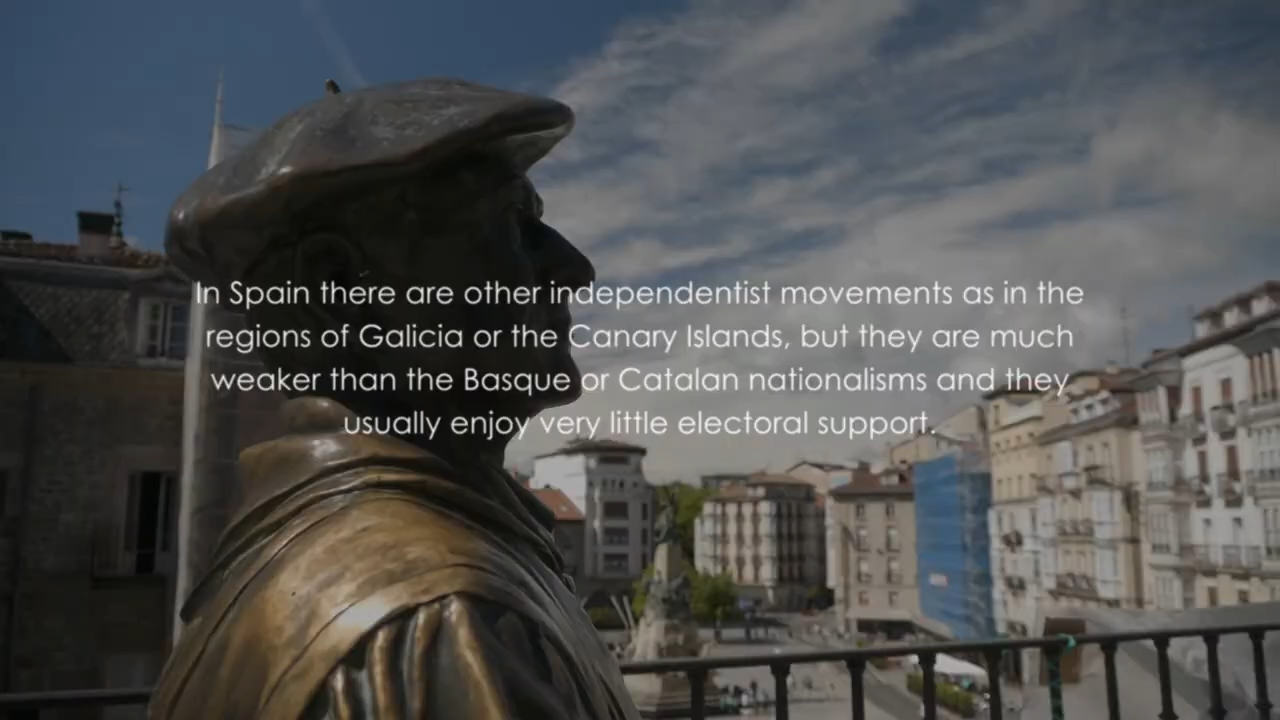 In Spain there are other independentist movements as in the
regions of Galicia or the Canary Islands, but they are much
weaker than the Basque or Catalan nationalisms and they
usually enjoy very little electoral support.